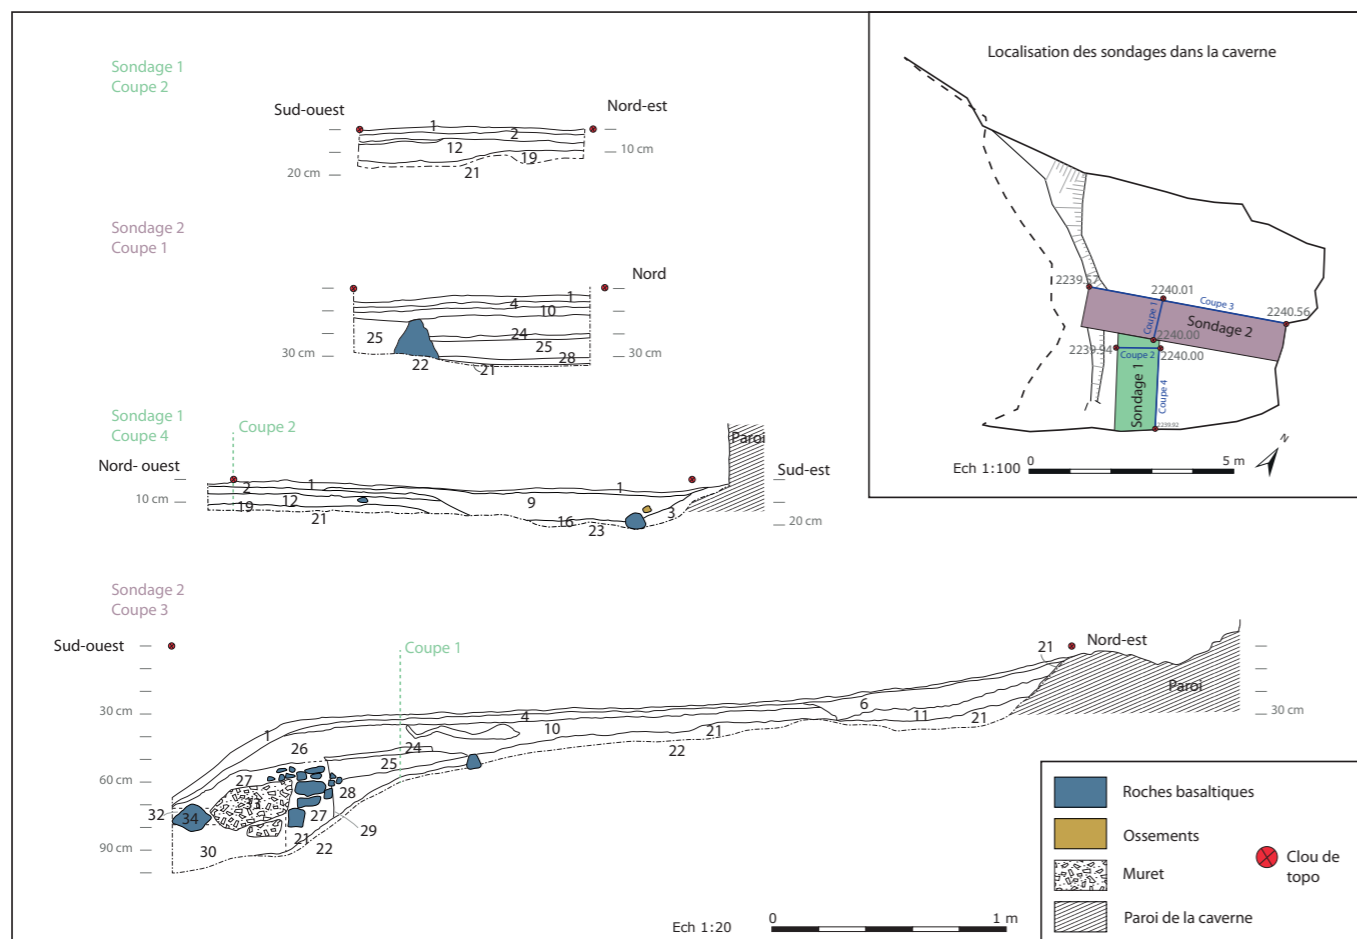 Sondage 1
Coupe 2
Sud-ouest
Nord-est
1
2
12
19
21
10 cm
20 cm
Sondage 2
Coupe 1
Nord
1
4
10
24
25
25
28
22
21
30 cm
30 cm
Sondage 1
Coupe 4
Coupe 2
Paroi
Nord- ouest
Sud-est
1
2
1
10 cm
12
9
19
3
21
16
23
20 cm
Sondage 2
Coupe 3
Sud-ouest
Coupe 1
Nord-est
21
Paroi
30 cm
30 cm
6
4
11
1
10
21
21
26
24
22
25
60 cm
27
33
28
32
34
27
29
21
22
90 cm
30
Ech 1:20
0
1 m
Localisation des sondages dans la caverne
2239.57
2240.01
Coupe 3
2240.56
Coupe 1
Sondage 2
2240.00
2239.94
Coupe 2
2240.00
Sondage 1
Coupe 4
2239.92
N
Ech 1:100
0
5 m
Roches basaltiques
Ossements
Muret
Paroi de la caverne
Clou de
topo